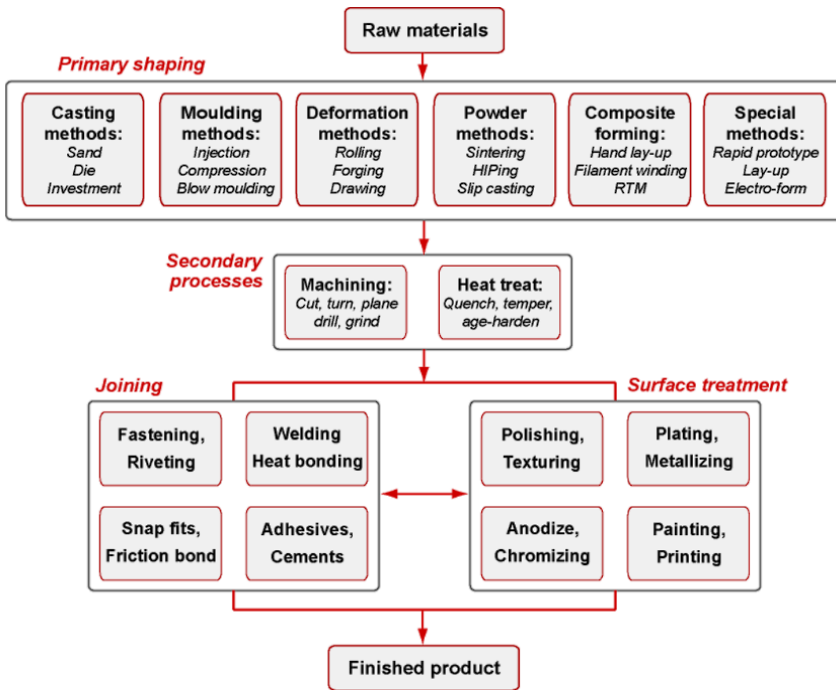 Raw materials
Primary shaping
Casting
methods:
Sand
Die
Investment
Moulding
methods:
Injection
Compression
Blow moulding
Deformation
methods:
Rolling
Forging
Drawing
Powder
methods:
Sintering
HIPing
Slip casting
Composite
forming:
Hand lay-up
Filament winding
RTM
Special
methods:
Rapid prototype
Lay-up
Electro-form
Secondary
processes
Machining:
Cut, turn, plane
drill, grind
Heat treat:
Quench, temper,
age-harden
Joining
Fastening,
Riveting
Welding
Heat bonding
Snap fits,
Friction bond
Adhesives,
Cements
Surface treatment
Polishing,
Texturing
Plating,
Metallizing
Anodize,
Chromizing
Painting,
Printing
Finished product